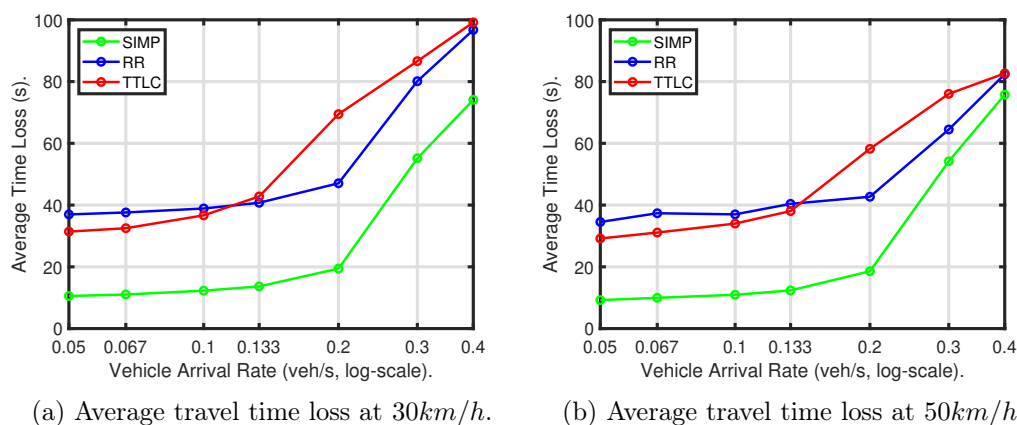 100
80
60
40
20
0
Average Time Loss (s).
SIMP
RR
TTLC
0.05 0.067 0.1 0.133 0.2 0.3 0.4
Vehicle Arrival Rate (veh/s, log-scale).
(a) Average travel time loss at 30km/h.
100
80
60
40
20
0
Average Time Loss (s).
SIMP
RR
TTLC
0.05 0.067 0.1 0.133 0.2 0.3 0.4
Vehicle Arrival Rate (veh/s, log-scale).
(b) Average travel time loss at 50km/h